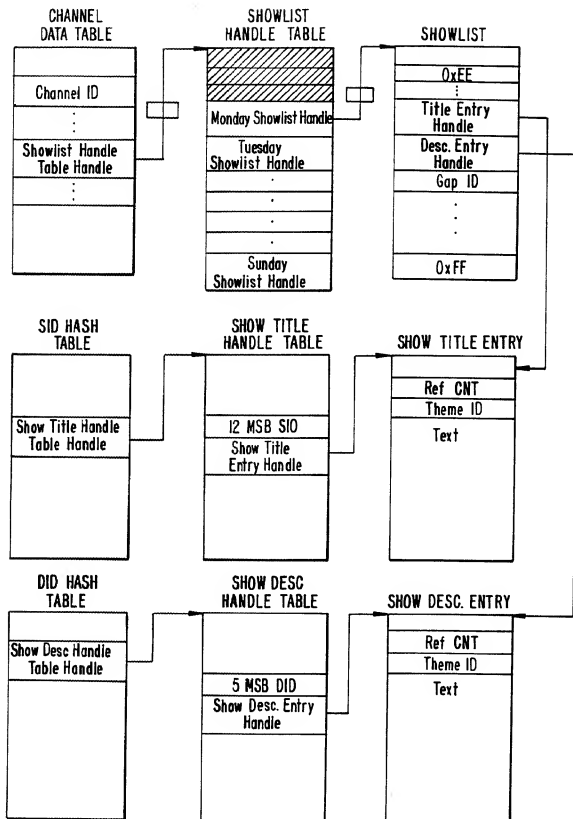 CHANNEL
DATA TABLE
Channel ID
Showlist Handle
Table Handle
SHOWLIST
HANDLE TABLE
Monday Showlist Handle
Tuesday
Showlist Handle
Sunday
Showlist Handle
SHOWLIST
0xEE
Title Entry
Handle
Desc. Entry
Handle
Gap ID
0xFF
SID HASH
TABLE
Show Title Handle
Table Handle
SHOW TITLE
HANDLE TABLE
12 MSB SIO
Show Title
Entry Handle
SHOW TITLE ENTRY
Ref CNT
Theme ID
Text
DID HASH
TABLE
Show Desc Handle
Table Handle
SHOW DESC
HANDLE TABLE
5 MSB DID
Show Desc. Entry
Handle
SHOW DESC. ENTRY
Ref CNT
Theme ID
Text